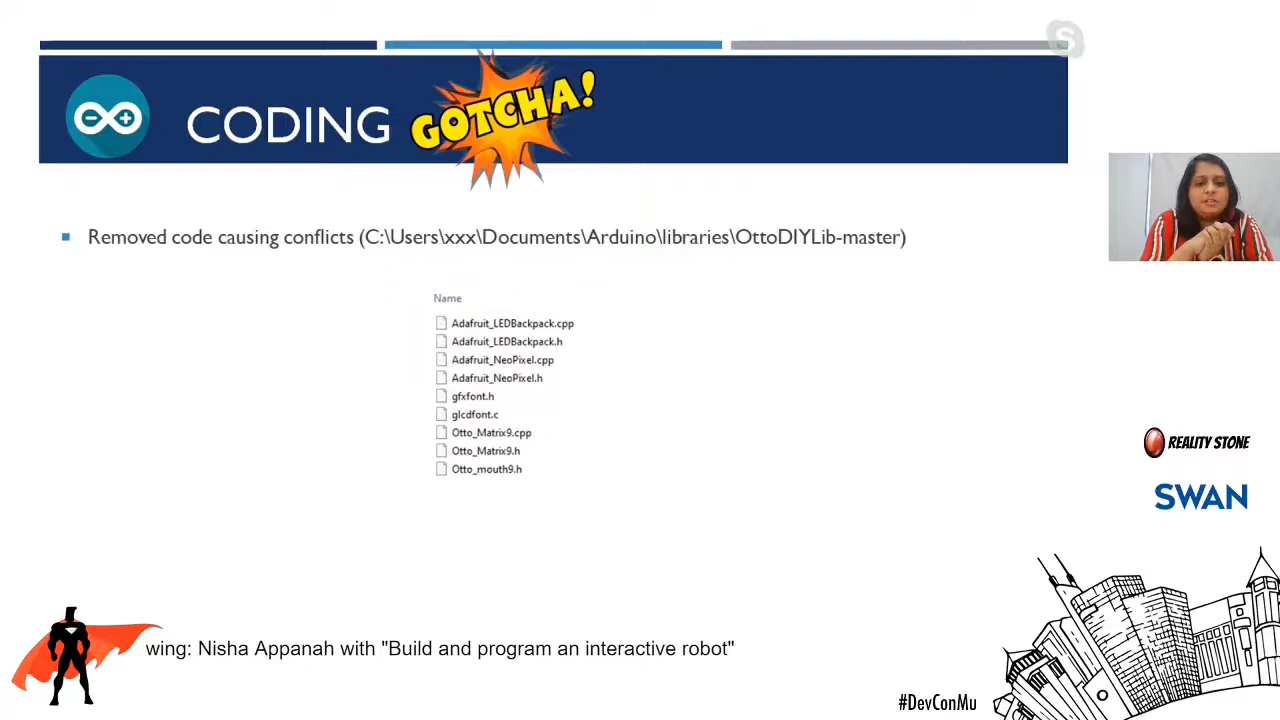 S
CODING GOTCHA!
Removed code causing conflicts (C:\Users\xxx\Documents\Arduino\libraries\OttoDIYLib-master)
Name
Adafruit_LEDBackpack.cpp
Adafruit_LEDBackpack.h
Adafruit_NeoPixel.cpp
Adafruit_NeoPixel.h
gfxfont.h
glcdfont.c
Otto_Matrix9.cpp
Otto_Matrix9.h
Otto_mouth9.h
REALITY STONE
SWAN
wing: Nisha Appanah with "Build and program an interactive robot"
#DevConMu